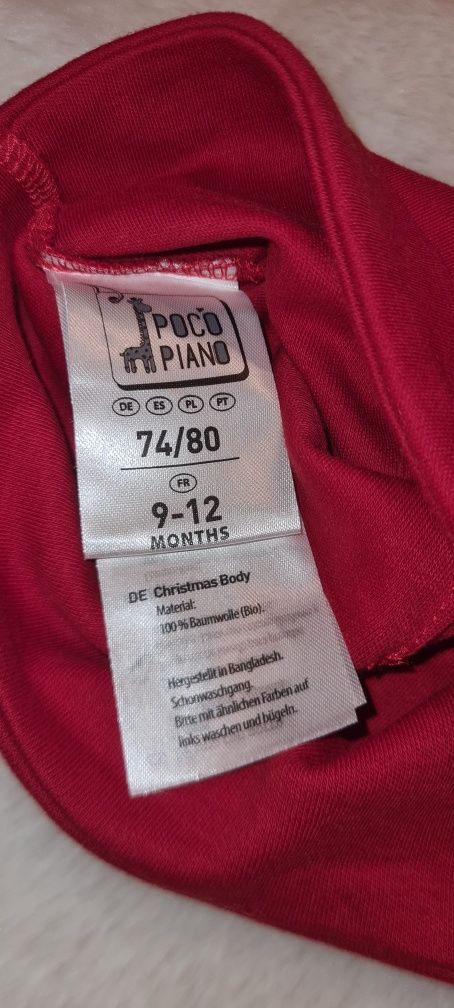 POCO
PIANO
DE ES PL PT
74/80
FR
9-12
MONTHS
DE Christmas Body
Material:
100 % Baumwolle (Bio).
Hergestellt in Bangladesh.
Schonwaschgang.
Bitte mit ähnlichen Farben auf
links waschen und bügeln.